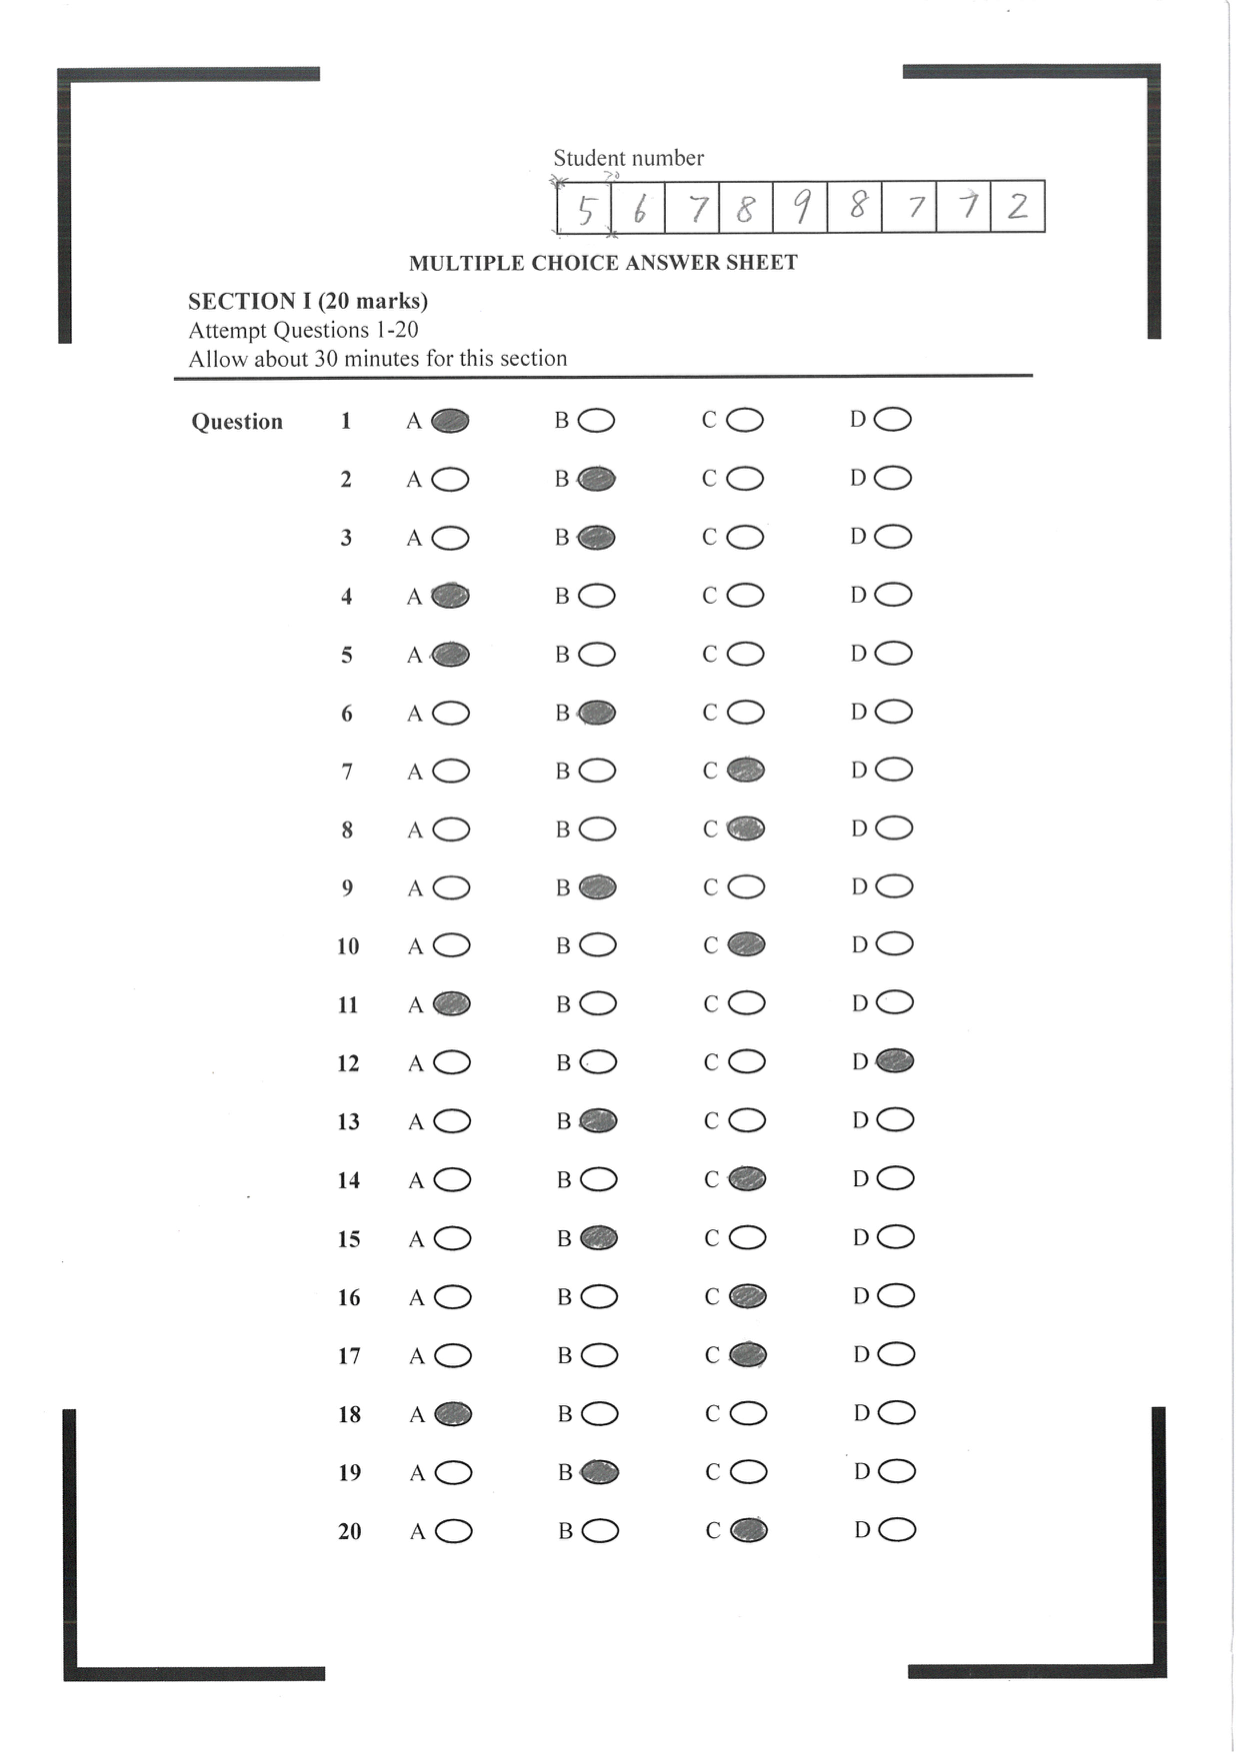 Student number
5 6 7 8 9 8 7 7 2
MULTIPLE CHOICE ANSWER SHEET
SECTION I (20 marks)
Attempt Questions 1-20
Allow about 30 minutes for this section
Question 1 A B C D
2 A B C D
3 A B C D
4 A B C D
5 A B C D
6 A B C D
7 A B C D
8 A B C D
9 A B C D
10 A B C D
11 A B C D
12 A B C D
13 A B C D
14 A B C D
15 A B C D
16 A B C D
17 A B C D
18 A B C D
19 A B C D
20 A B C D